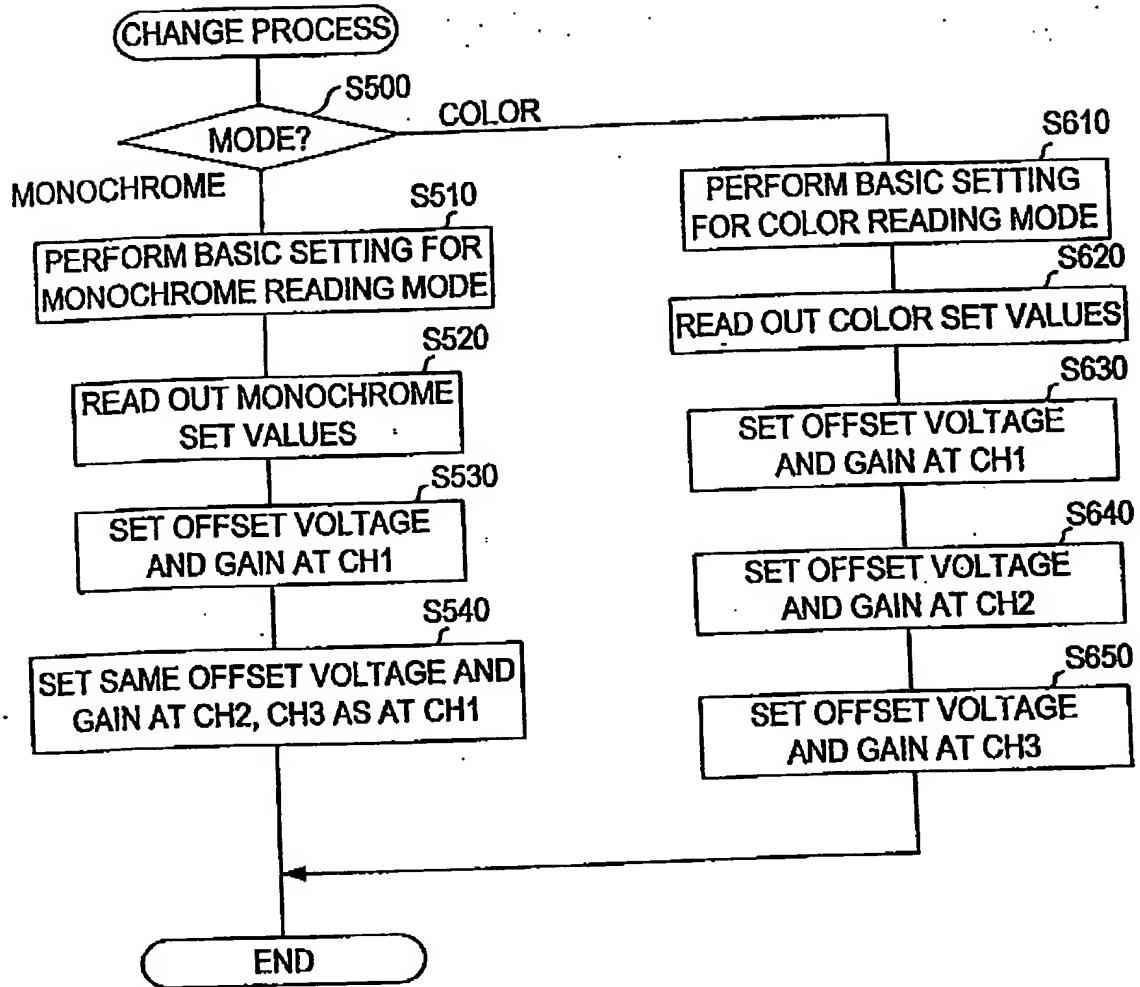 CHANGE PROCESS
S500
MODE?
COLOR
MONOCHROME
S510
PERFORM BASIC SETTING FOR
MONOCHROME READING MODE
S520
READ OUT MONOCHROME
SET VALUES
S530
SET OFFSET VOLTAGE
AND GAIN AT CH1
S540
SET SAME OFFSET VOLTAGE AND
GAIN AT CH2, CH3 AS AT CH1
S610
PERFORM BASIC SETTING
FOR COLOR READING MODE
S620
READ OUT COLOR SET VALUES
S630
SET OFFSET VOLTAGE
AND GAIN AT CH1
S640
SET OFFSET VOLTAGE
AND GAIN AT CH2
S650
SET OFFSET VOLTAGE
AND GAIN AT CH3
END